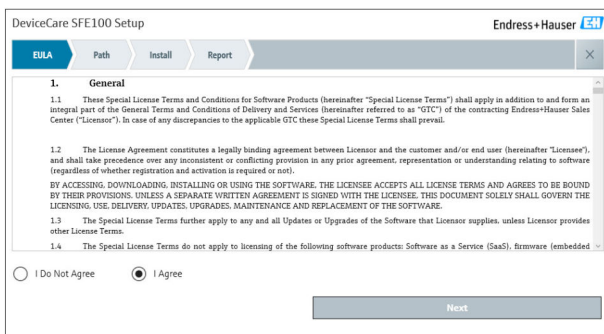 DeviceCare SFE100 Setup
Endress+Hauser EH
EULA Path Install Report
1. General
1.1 These Special License Terms and Conditions for Software Products (hereinafter “Special License Terms”) shall apply in addition to and form an
integral part of the General Terms and Conditions of Delivery and Services (hereinafter referred to as “GTC”) of the contracting Endress+Hauser Sales
Center (“Licensor”). In case of any discrepancies to the applicable GTC these Special License Terms shall prevail.
1.2 The License Agreement constitutes a legally binding agreement between Licensor and the customer and/or end user (hereinafter "Licensee"),
and shall take precedence over any inconsistent or conflicting provision in any prior agreement, representation or understanding relating to software
(regardless of whether registration and activation is required or not).
BY ACCESSING, DOWNLOADING, INSTALLING OR USING THE SOFTWARE, THE LICENSEE ACCEPTS ALL LICENSE TERMS AND AGREES TO BE BOUND
BY THEIR PROVISIONS. UNLESS A SEPARATE WRITTEN AGREEMENT IS SIGNED WITH THE LICENSEE, THIS DOCUMENT SOLELY SHALL GOVERN THE
LICENSING, USE, DELIVERY, UPDATES, UPGRADES, MAINTENANCE AND REPLACEMENT OF THE SOFTWARE.
1.3 The Special License Terms further apply to any and all Updates or Upgrades of the Software that Licensor supplies, unless Licensor provides
other License Terms.
1.4 The Special License Terms do not apply to licensing of the following software products: Software as a Service (SaaS), firmware (embedded
I Do Not Agree I Agree
Next